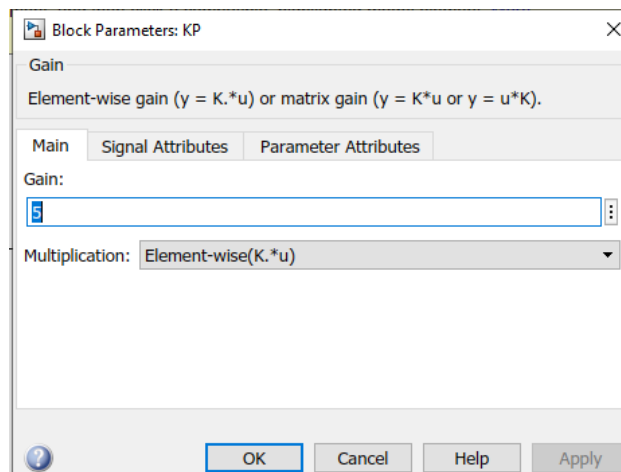 Block Parameters: KP
Gain
Element-wise gain (y = K.*u) or matrix gain (y = K*u or y = u*K).
Main Signal Attributes Parameter Attributes
Gain:
5
Multiplication: Element-wise(K.*u)
OK Cancel Help Apply